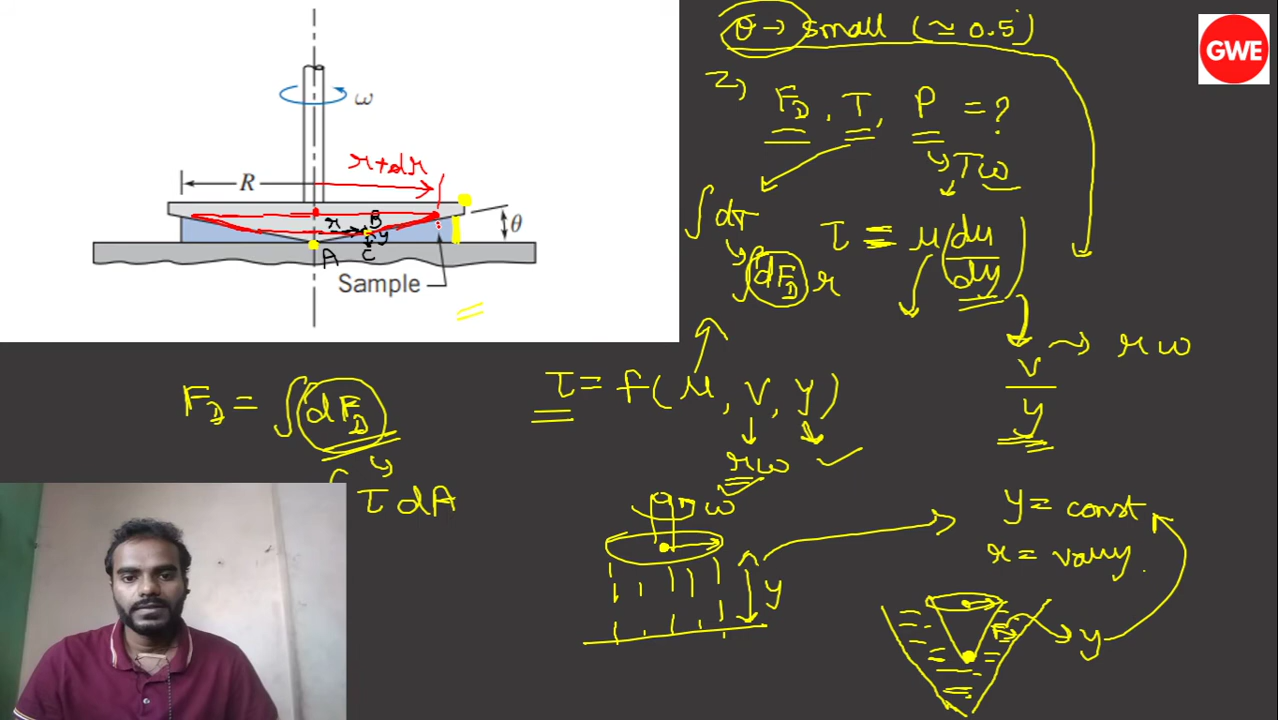 θ → small (≃ 0.5)
GWE
2) F_D, T, P = ?
ω
r+dr
R
θ
r
B
y
A
C
Sample
Tω
∫dτ
∫dF_D r
τ = μ(du/dy)
v/y → rω
F_D = ∫dF_D
τ dA
τ = f(μ, v, y)
rω
ω
y
y = const
r = vary
y